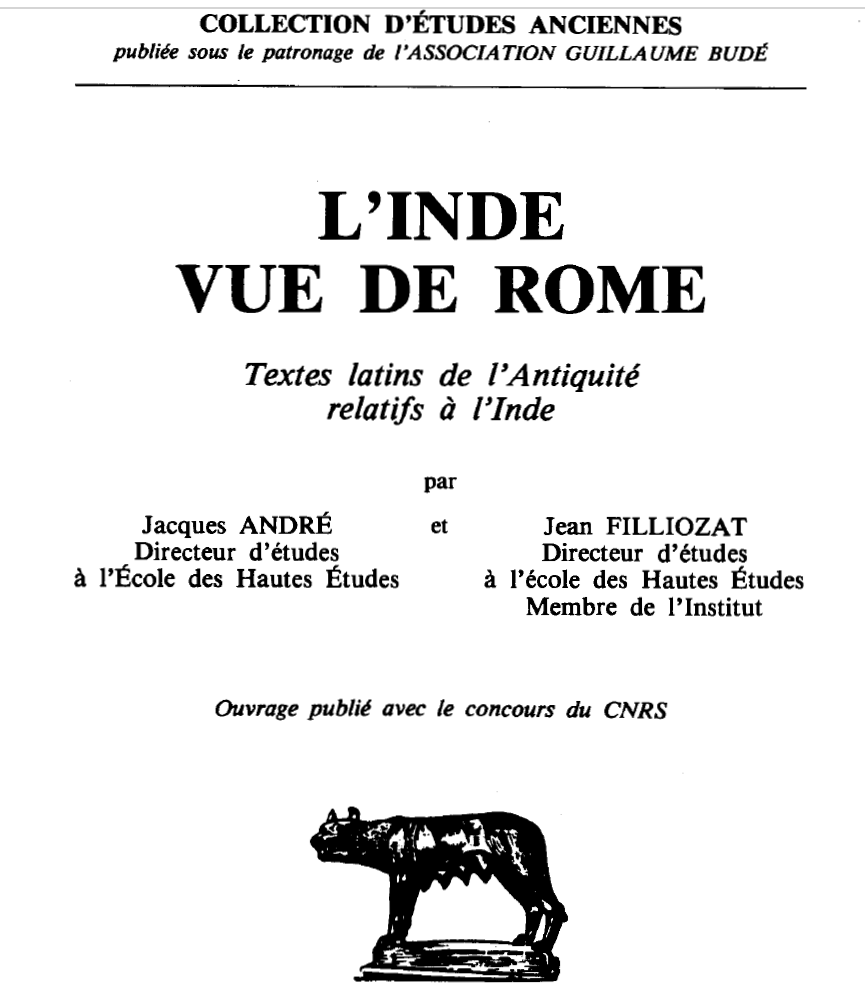 COLLECTION D'ÉTUDES ANCIENNES
publiée sous le patronage de l'ASSOCIATION GUILLAUME BUDÉ
L'INDE
VUE DE ROME
Textes latins de l'Antiquité
relatifs à l'Inde
par
Jacques ANDRÉ
Directeur d'études
à l'École des Hautes Études
et
Jean FILLIOZAT
Directeur d'études
à l'école des Hautes Études
Membre de l'Institut
Ouvrage publié avec le concours du CNRS